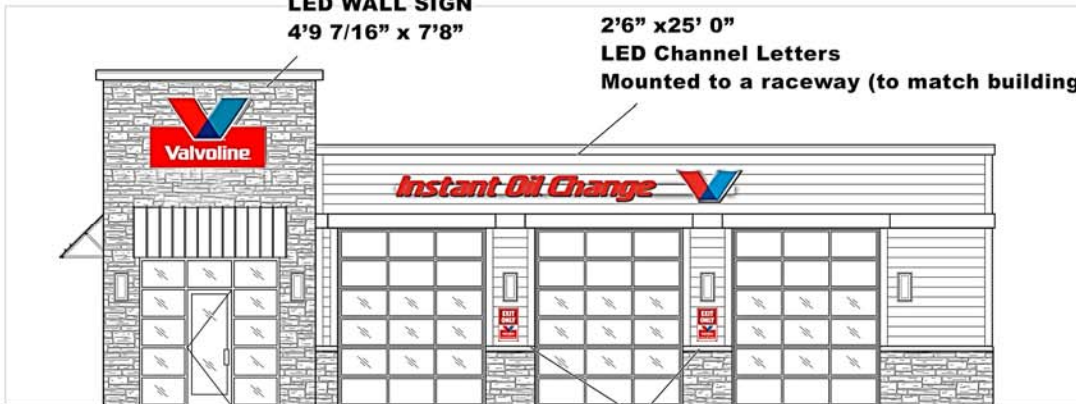 LED WALL SIGN
4’9 7/16” x 7’8”
2’6” x25’ 0”
LED Channel Letters
Mounted to a raceway (to match building
Valvoline
Instant Oil Change
EXIT
ONLY
EXIT
ONLY